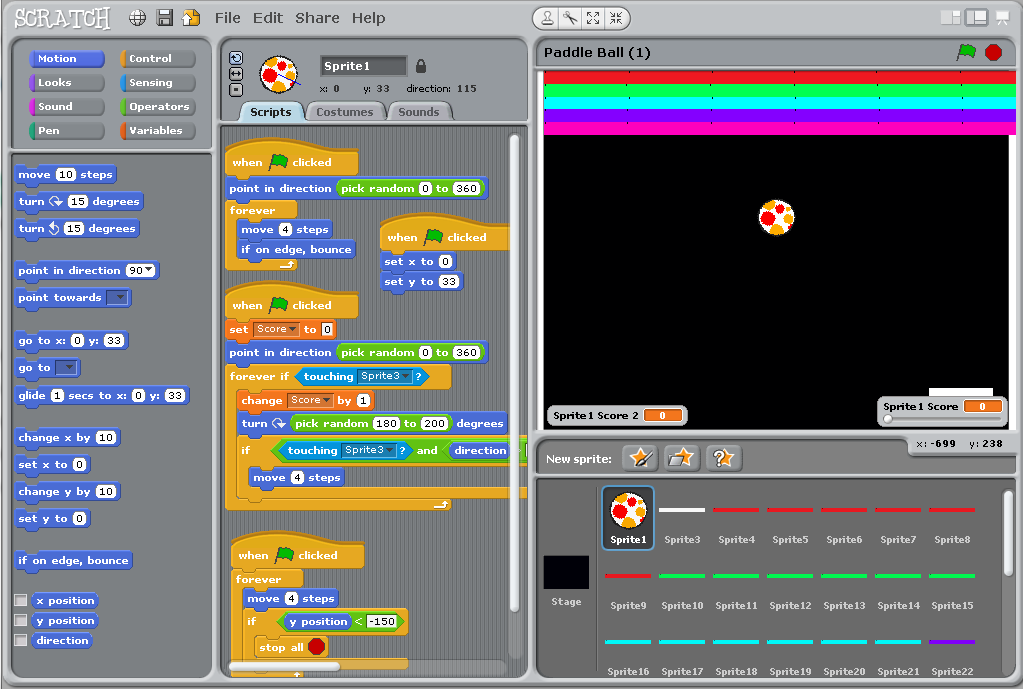 SCRATCH File Edit Share Help
Motion Control
Looks Sensing
Sound Operators
Pen Variables
move 10 steps
turn 15 degrees
turn 15 degrees
point in direction 90
point towards
go to x: 0 y: 33
go to
glide 1 secs to x: 0 y: 33
change x by 10
set x to 0
change y by 10
set y to 0
if on edge, bounce
x position
y position
direction
Sprite1
x: 0 y: 33 direction: 115
Scripts Costumes Sounds
when clicked
point in direction pick random 0 to 360
forever
move 4 steps
if on edge, bounce
when clicked
set x to 0
set y to 33
when clicked
set Score to 0
point in direction pick random 0 to 360
forever if touching Sprite3 ?
change Score by 1
turn pick random 180 to 200 degrees
if touching Sprite3 ? and direction
move 4 steps
when clicked
forever
move 4 steps
if y position < -150
stop all
Paddle Ball (1)
Sprite1 Score 2 0
Sprite1 Score 0
x: -699 y: 238
New sprite:
Stage
Sprite1 Sprite3 Sprite4 Sprite5 Sprite6 Sprite7 Sprite8
Sprite9 Sprite10 Sprite11 Sprite12 Sprite13 Sprite14 Sprite15
Sprite16 Sprite17 Sprite18 Sprite19 Sprite20 Sprite21 Sprite22